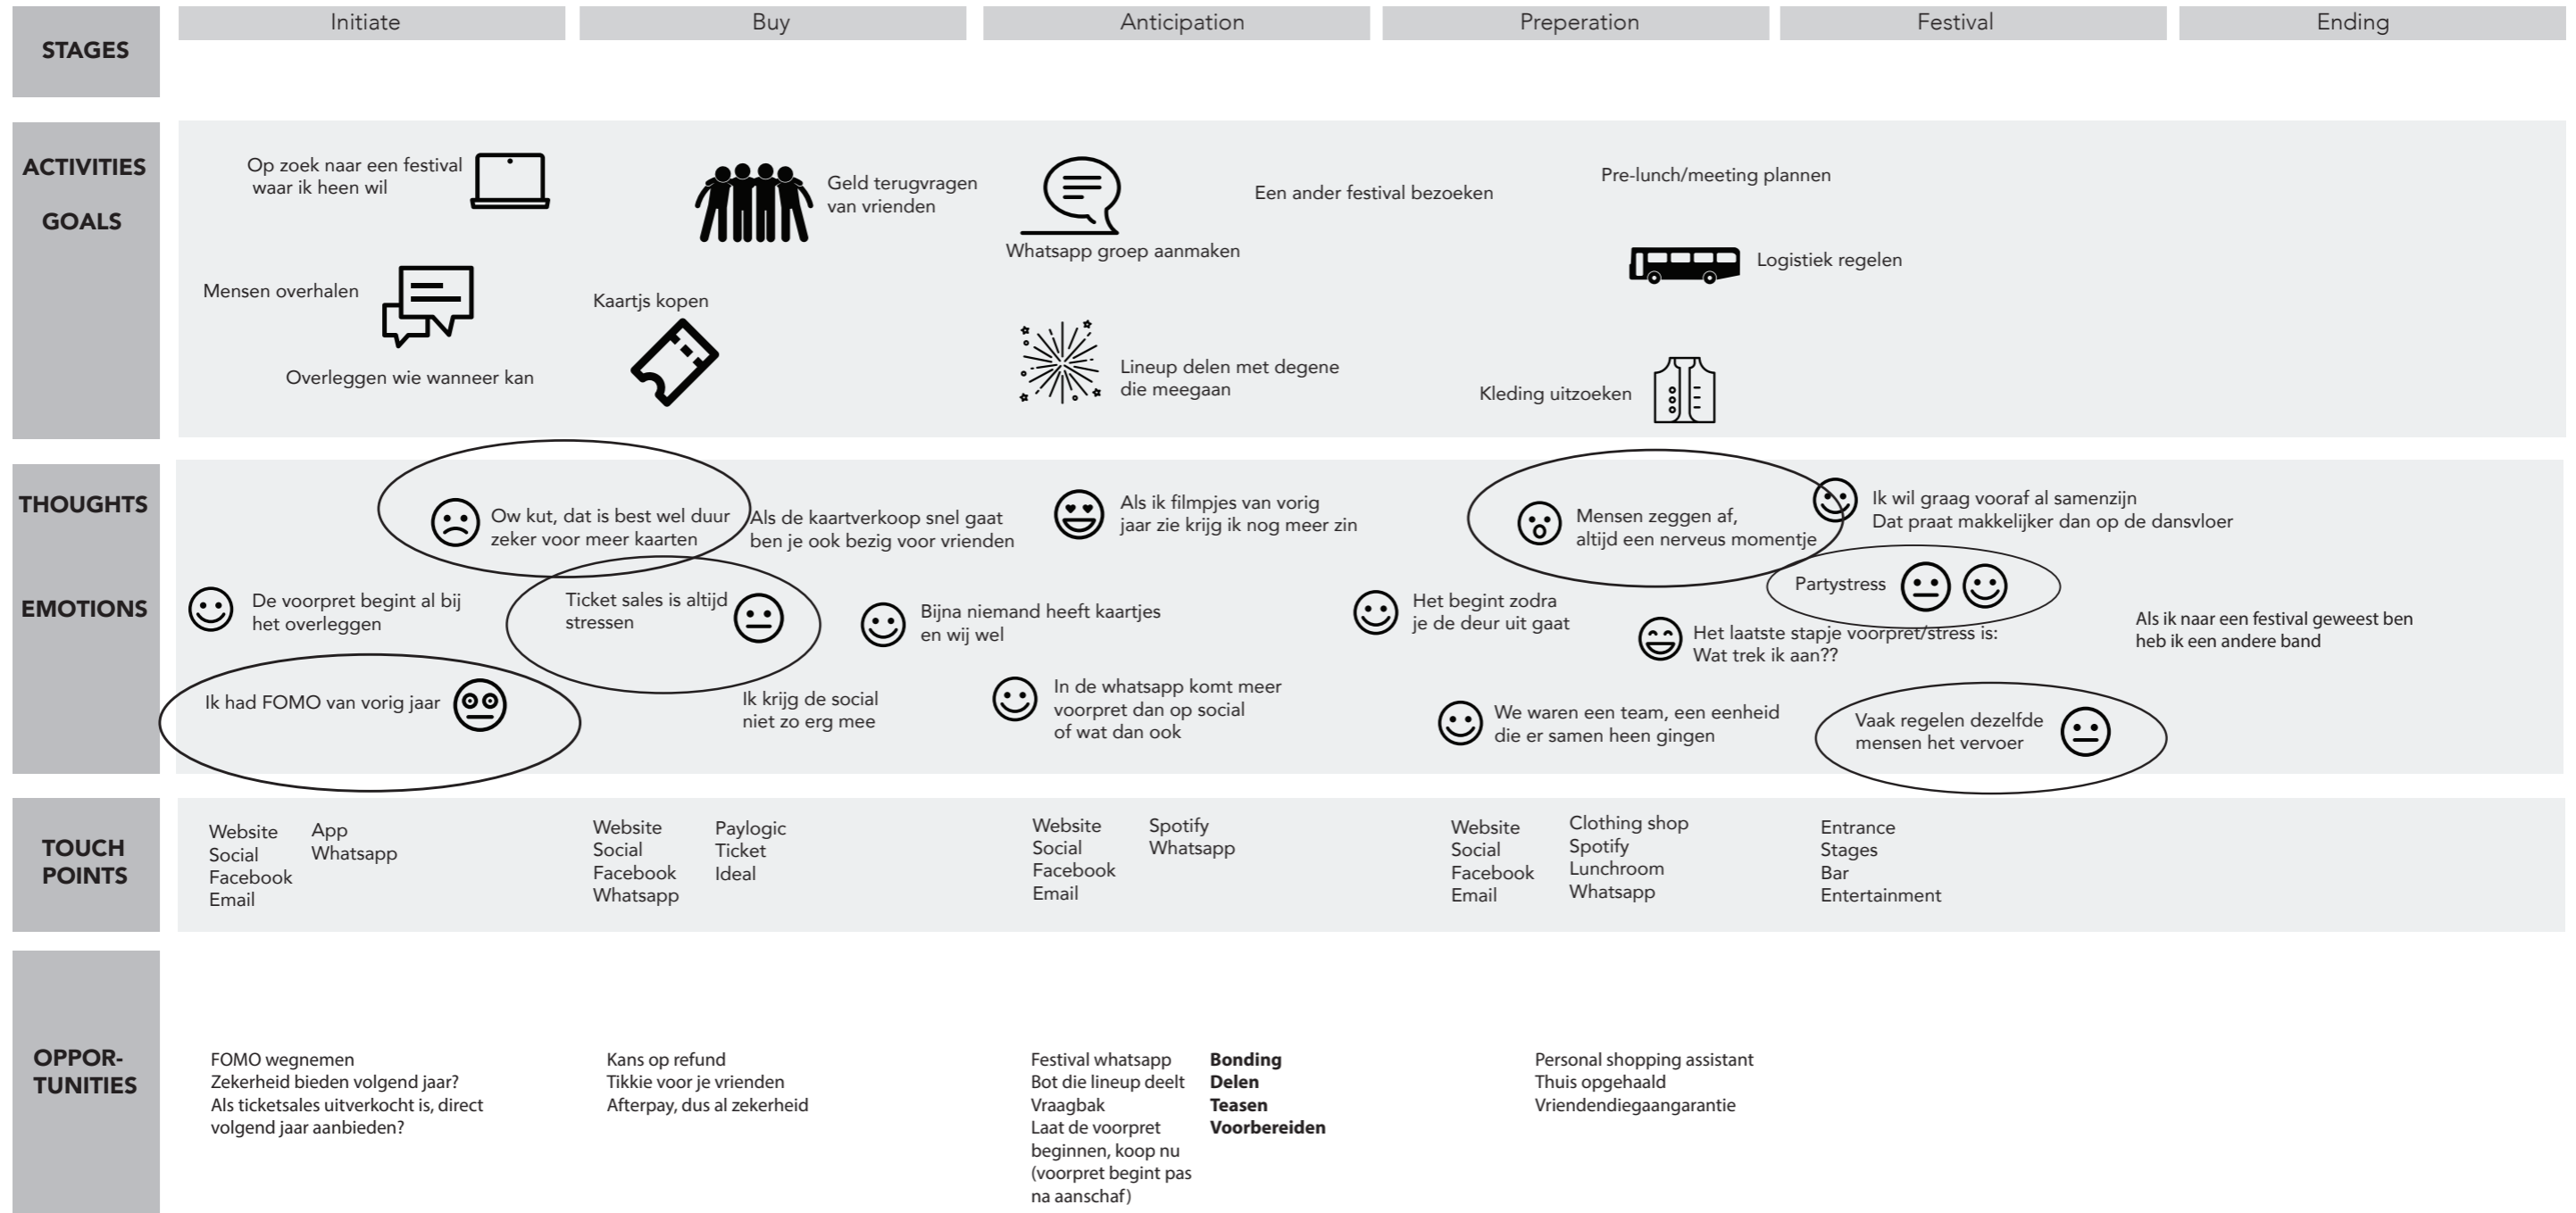 STAGES
Initiate
Buy
Anticipation
Preperation
Festival
Ending
ACTIVITIES
GOALS
Op zoek naar een festival
waar ik heen wil
Mensen overhalen
Overleggen wie wanneer kan
Geld terugvragen
van vrienden
Kaartjs kopen
Whatsapp groep aanmaken
Een ander festival bezoeken
Lineup delen met degene
die meegaan
Pre-lunch/meeting plannen
Logistiek regelen
Kleding uitzoeken
THOUGHTS
EMOTIONS
Ow kut, dat is best wel duur
zeker voor meer kaarten
De voorpret begint al bij
het overleggen
Ik had FOMO van vorig jaar
Als de kaartverkoop snel gaat
ben je ook bezig voor vrienden
Ticket sales is altijd
stressen
Bijna niemand heeft kaartjes
en wij wel
Ik krijg de social
niet zo erg mee
Als ik filmpjes van vorig
jaar zie krijg ik nog meer zin
In de whatsapp komt meer
voorpret dan op social
of wat dan ook
Mensen zeggen af,
altijd een nerveus momentje
Het begint zodra
je de deur uit gaat
Het laatste stapje voorpret/stress is:
Wat trek ik aan??
We waren een team, een eenheid
die er samen heen gingen
Ik wil graag vooraf al samenzijn
Dat praat makkelijker dan op de dansvloer
Partystress
Vaak regelen dezelfde
mensen het vervoer
Als ik naar een festival geweest ben
heb ik een andere band
TOUCH
POINTS
Website
Social
Facebook
Email
App
Whatsapp
Website
Social
Facebook
Whatsapp
Paylogic
Ticket
Ideal
Website
Social
Facebook
Email
Spotify
Whatsapp
Website
Social
Facebook
Email
Clothing shop
Spotify
Lunchroom
Whatsapp
Entrance
Stages
Bar
Entertainment
OPPOR-
TUNITIES
FOMO wegnemen
Zekerheid bieden volgend jaar?
Als ticketsales uitverkocht is, direct
volgend jaar aanbieden?
Kans op refund
Tikkie voor je vrienden
Afterpay, dus al zekerheid
Festival whatsapp
Bot die lineup deelt
Vraagbak
Laat de voorpret
beginnen, koop nu
(voorpret begint pas
na aanschaf)
Bonding
Delen
Teasen
Voorbereiden
Personal shopping assistant
Thuis opgehaald
Vriendendiegaangarantie